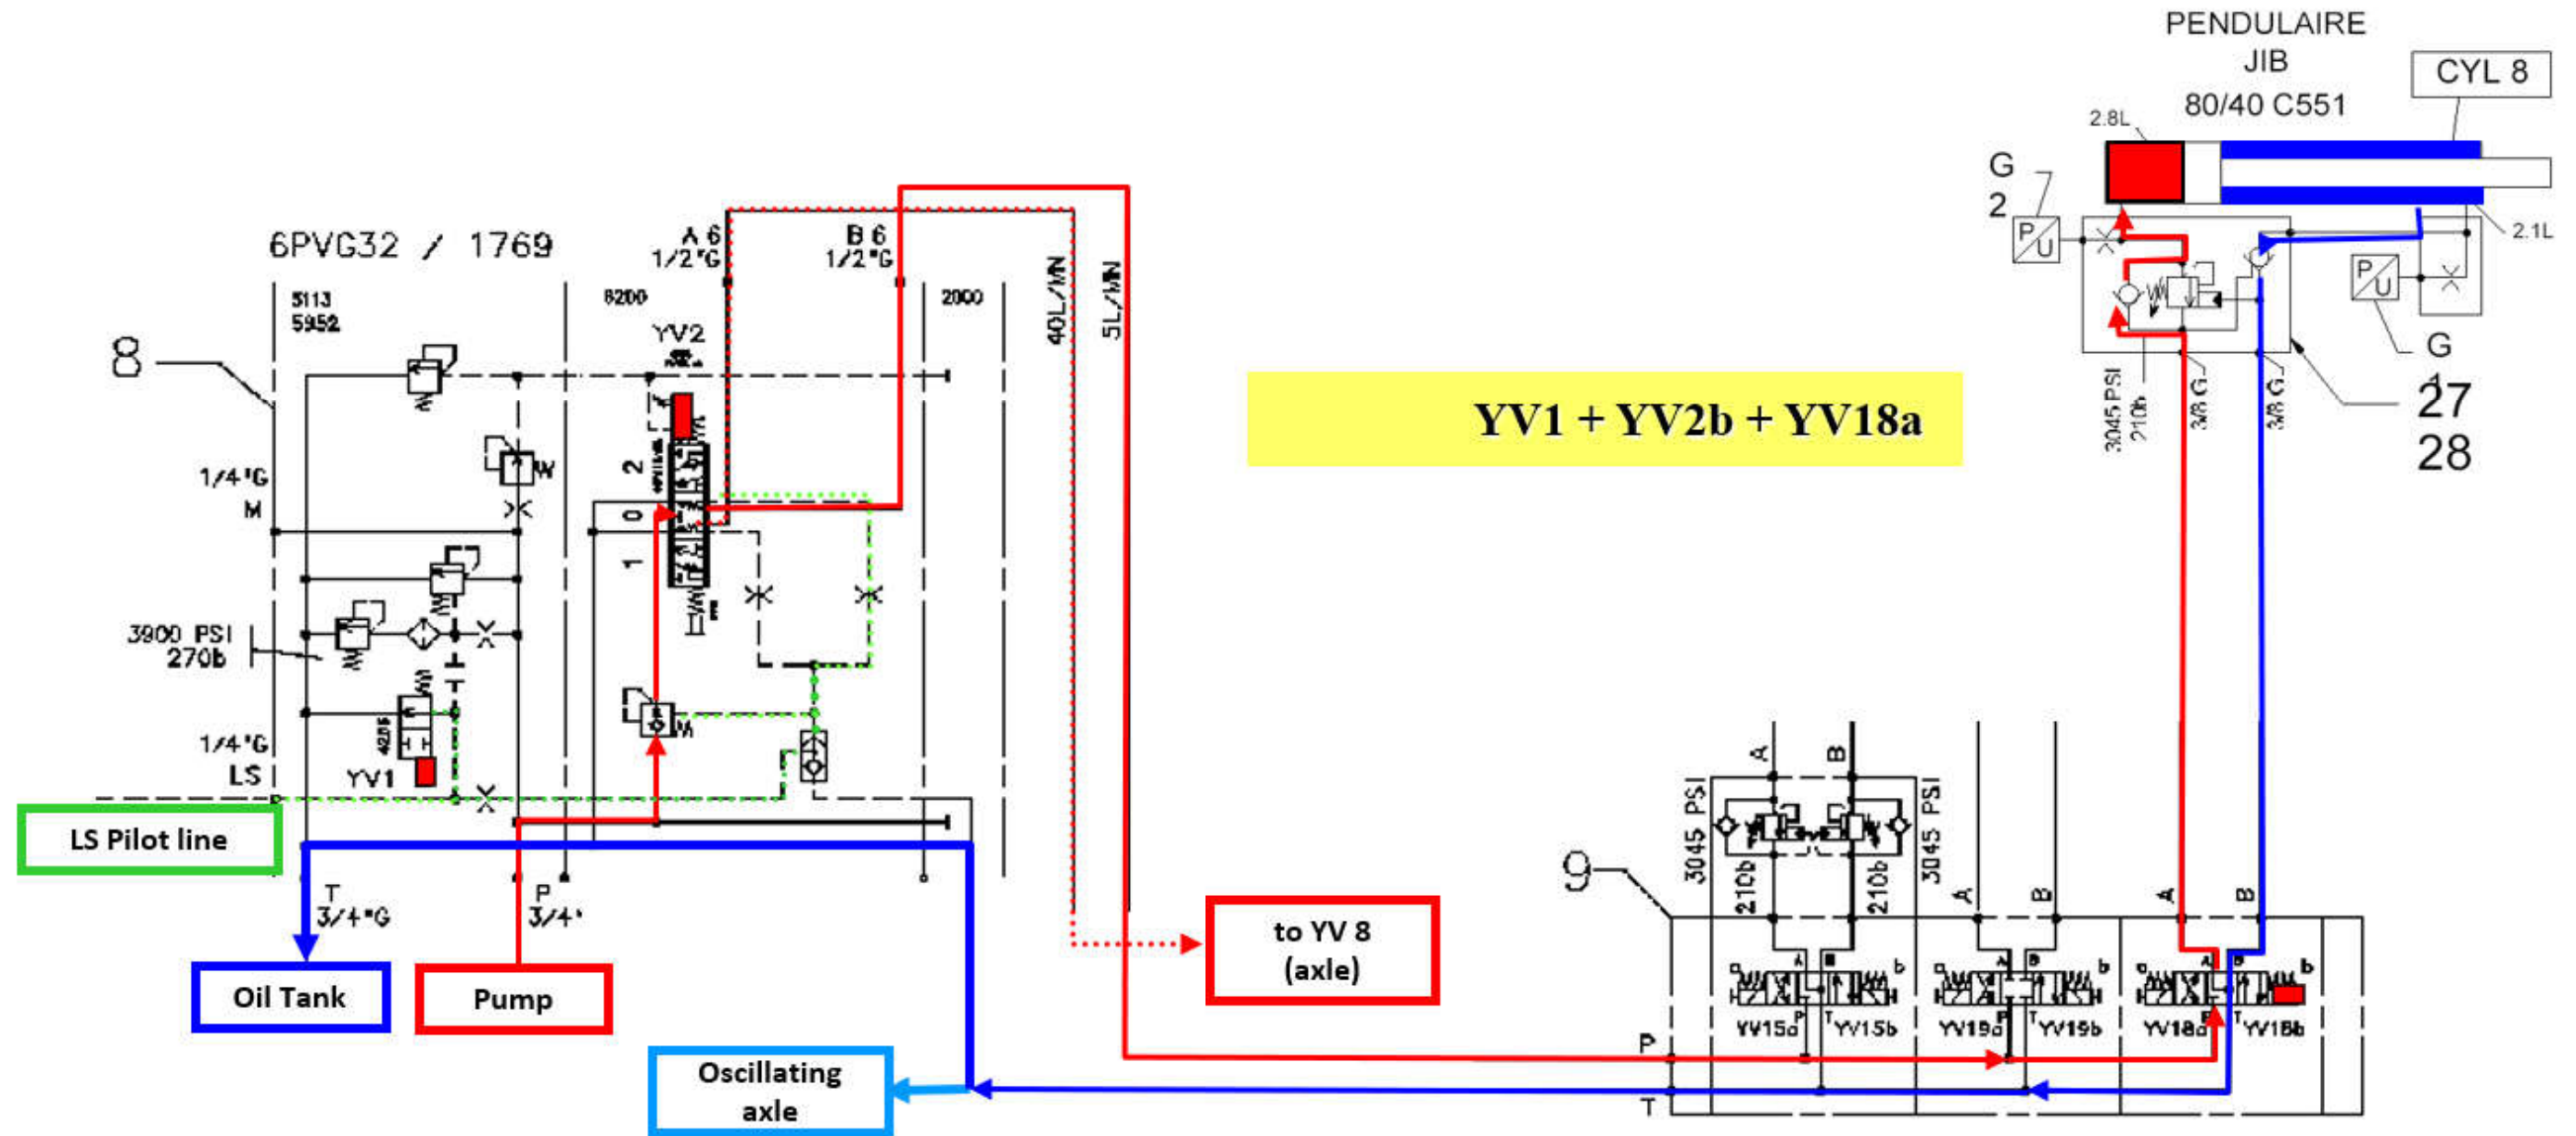 PENDULAIRE
JIB
80/40 C551
CYL 8
2.8L
G
2
P
U
2.1L
P
U
G
27
28
3045 PSI
210b
3/8 G
3/8 G
6PVG32 / 1769
A 6
1/2"G
B 6
1/2"G
5113
5952
6200
2000
YV2
8
40L/MN
5L/MN
YV1 + YV2b + YV18a
1/4"G
M
2
0
1
3900 PSI
270b
1/4"G
LS
YV1
LS Pilot line
T
3/4"G
P
3/4"
Oil Tank
Pump
to YV 8
(axle)
Oscillating
axle
9
A
B
3045 PSI
210b
210b
3045 PSI
A
B
A
B
a
A
B
b
a
A
B
b
a
A
B
b
YV15a
P
T
YV15b
YV19a
P
T
YV19b
YV18a
P
T
YV18b
P
T